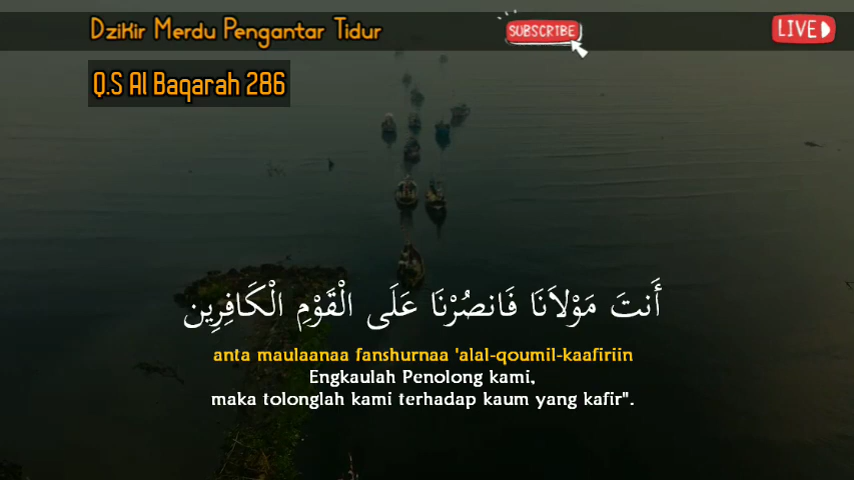 Dzikir Merdu Pengantar Tidur
SUBSCRIBE
LIVE
Q.S Al Baqarah 286
أَنتَ مَوْلاَنَا فَانصُرْنَا عَلَى الْقَوْمِ الْكَافِرِين
anta maulaanaa fanshurnaa 'alal-qoumil-kaafiriin
Engkaulah Penolong kami,
maka tolonglah kami terhadap kaum yang kafir".